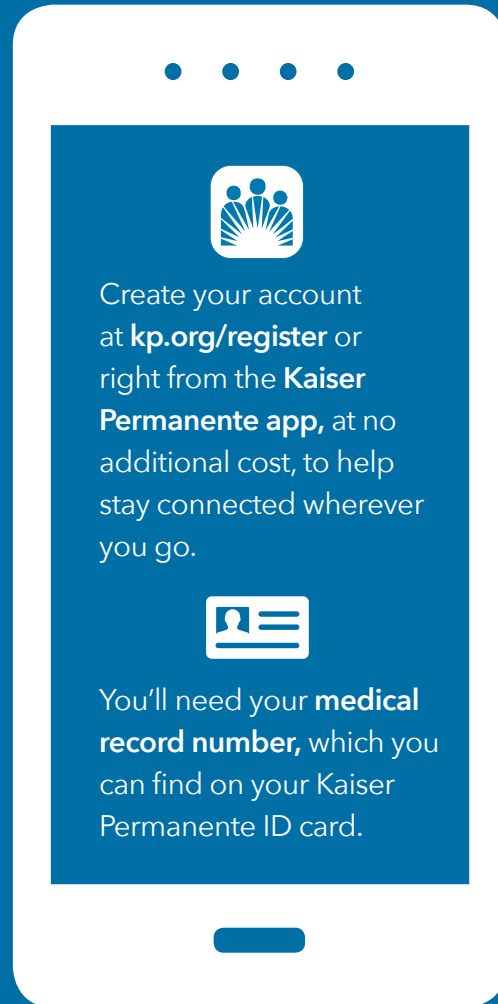 Create your account
at kp.org/register or
right from the Kaiser
Permanente app, at no
additional cost, to help
stay connected wherever
you go.
You’ll need your medical
record number, which you
can find on your Kaiser
Permanente ID card.